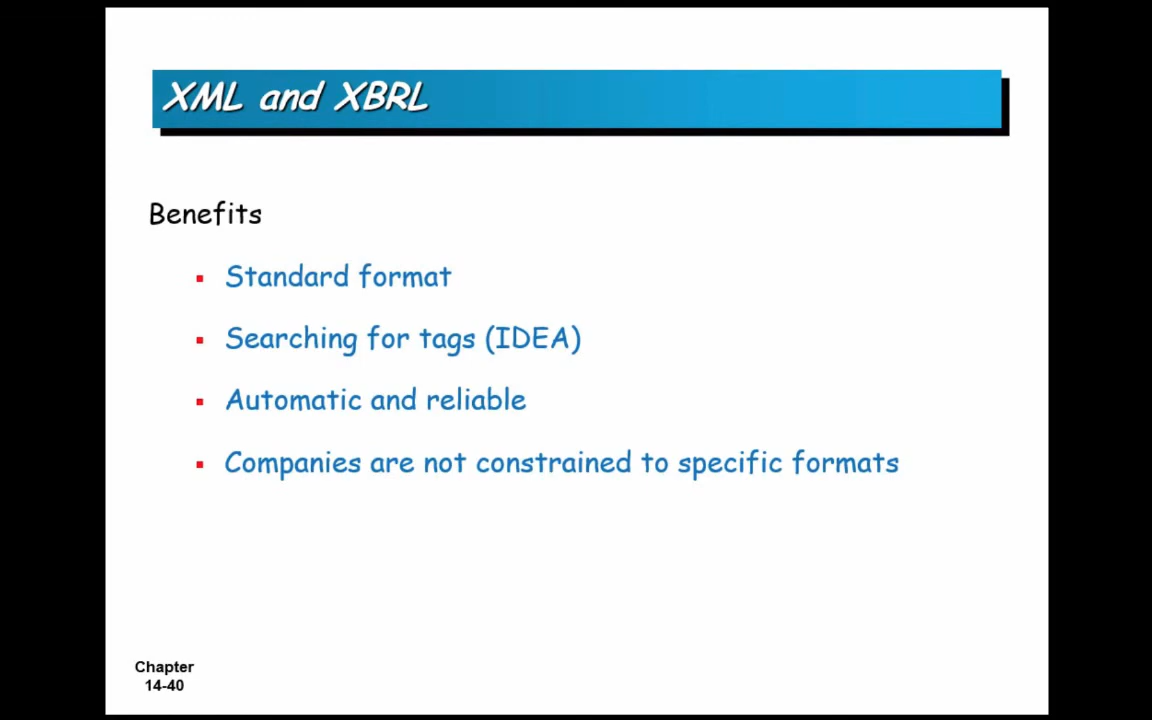 XML and XBRL
Benefits
Standard format
Searching for tags (IDEA)
Automatic and reliable
Companies are not constrained to specific formats
Chapter
14-40